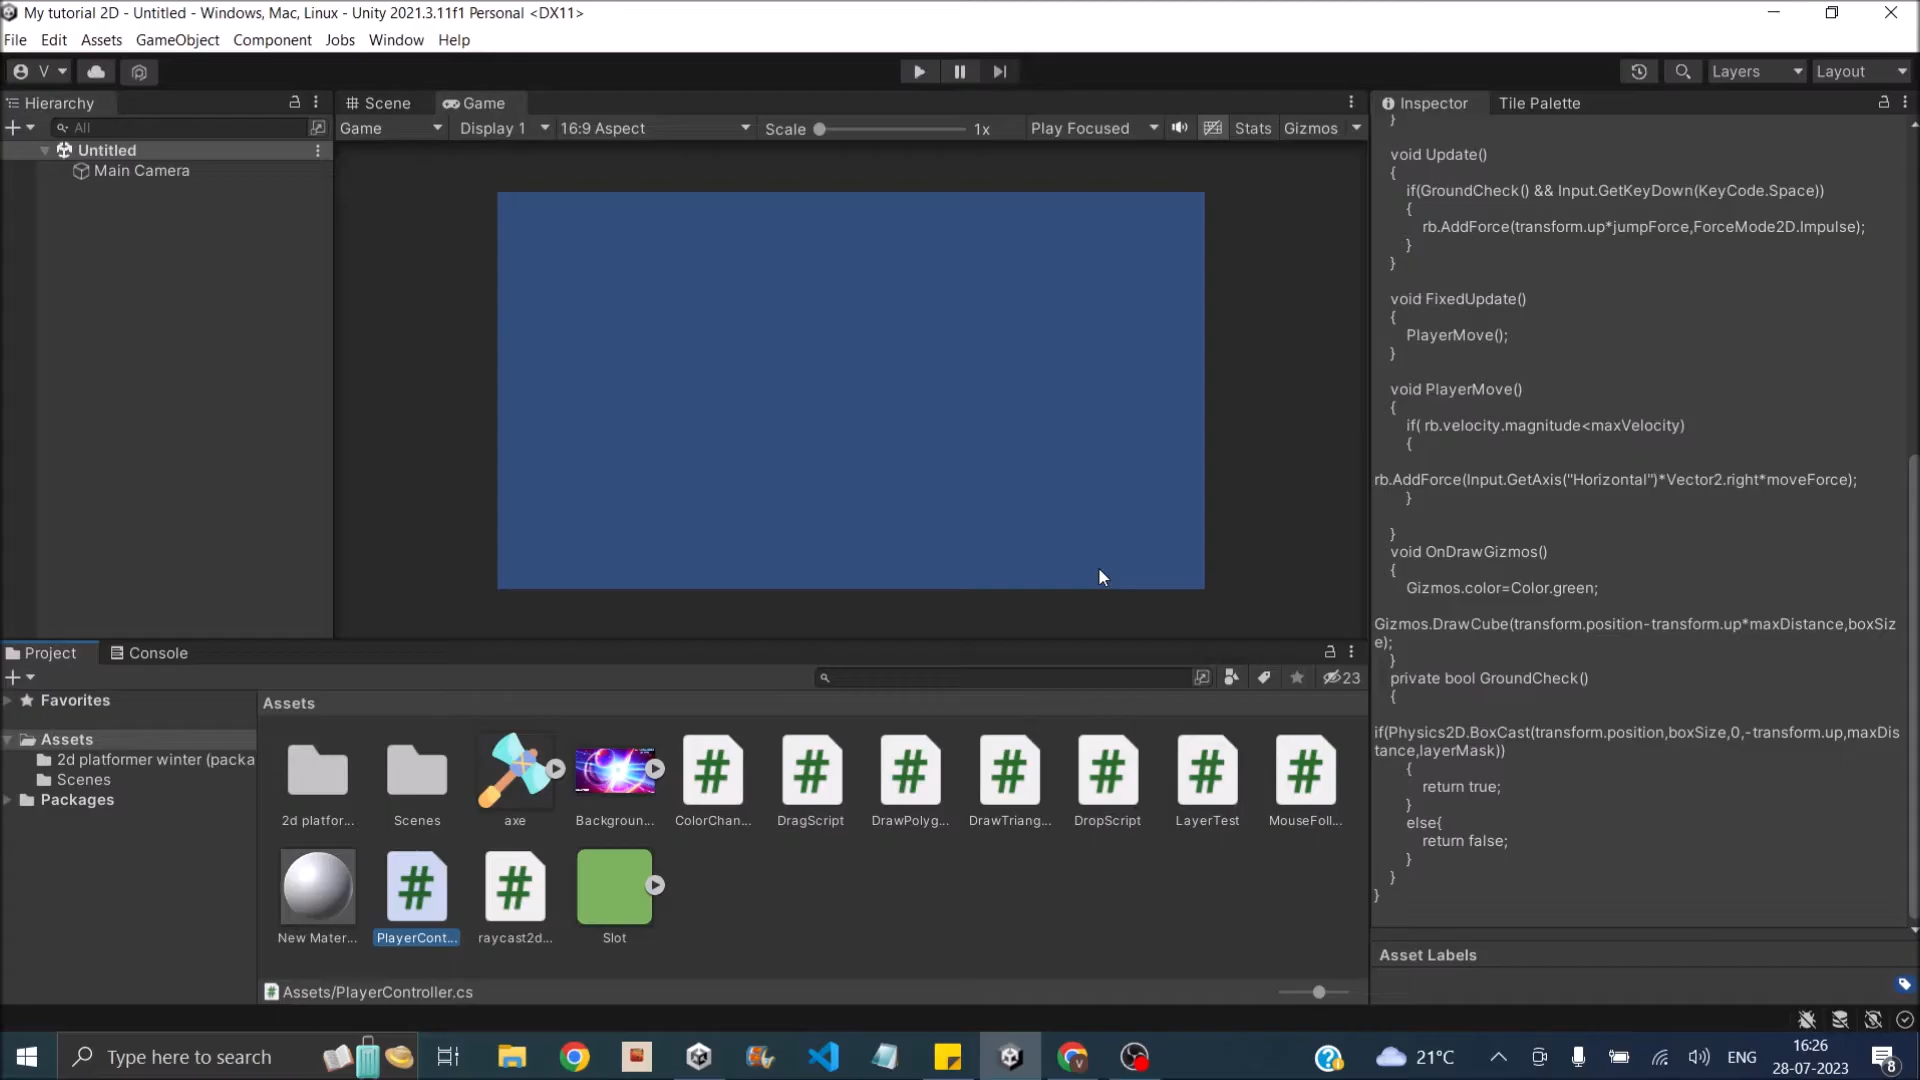 My tutorial 2D - Untitled - Windows, Mac, Linux - Unity 2021.3.11f1 Personal <DX11>
File Edit Assets GameObject Component Jobs Window Help
V Layers Layout
Hierarchy Scene Game Inspector Tile Palette
All Game Display 1 16:9 Aspect Scale 1x Play Focused Stats Gizmos
Untitled
Main Camera
}
void Update()
{
if(GroundCheck() && Input.GetKeyDown(KeyCode.Space))
{
rb.AddForce(transform.up*jumpForce,ForceMode2D.Impulse);
}
}
void FixedUpdate()
{
PlayerMove();
}
void PlayerMove()
{
if( rb.velocity.magnitude<maxVelocity)
{
rb.AddForce(Input.GetAxis("Horizontal")*Vector2.right*moveForce);
}
}
void OnDrawGizmos()
{
Gizmos.color=Color.green;
Gizmos.DrawCube(transform.position-transform.up*maxDistance,boxSiz
e);
}
private bool GroundCheck()
{
if(Physics2D.BoxCast(transform.position,boxSize,0,-transform.up,maxDis
tance,layerMask))
{
return true;
}
else{
return false;
}
}
}
Asset Labels
Project Console
23
Favorites
Assets
2d platformer winter (packa
Scenes
Packages
Assets
2d platfor... Scenes axe Backgroun... ColorChan... DragScript DrawPolyg... DrawTriang... DropScript LayerTest MouseFoll...
New Mater... PlayerCont... raycast2d... Slot
Assets/PlayerController.cs
Type here to search
21°C ENG 16:26
28-07-2023 8